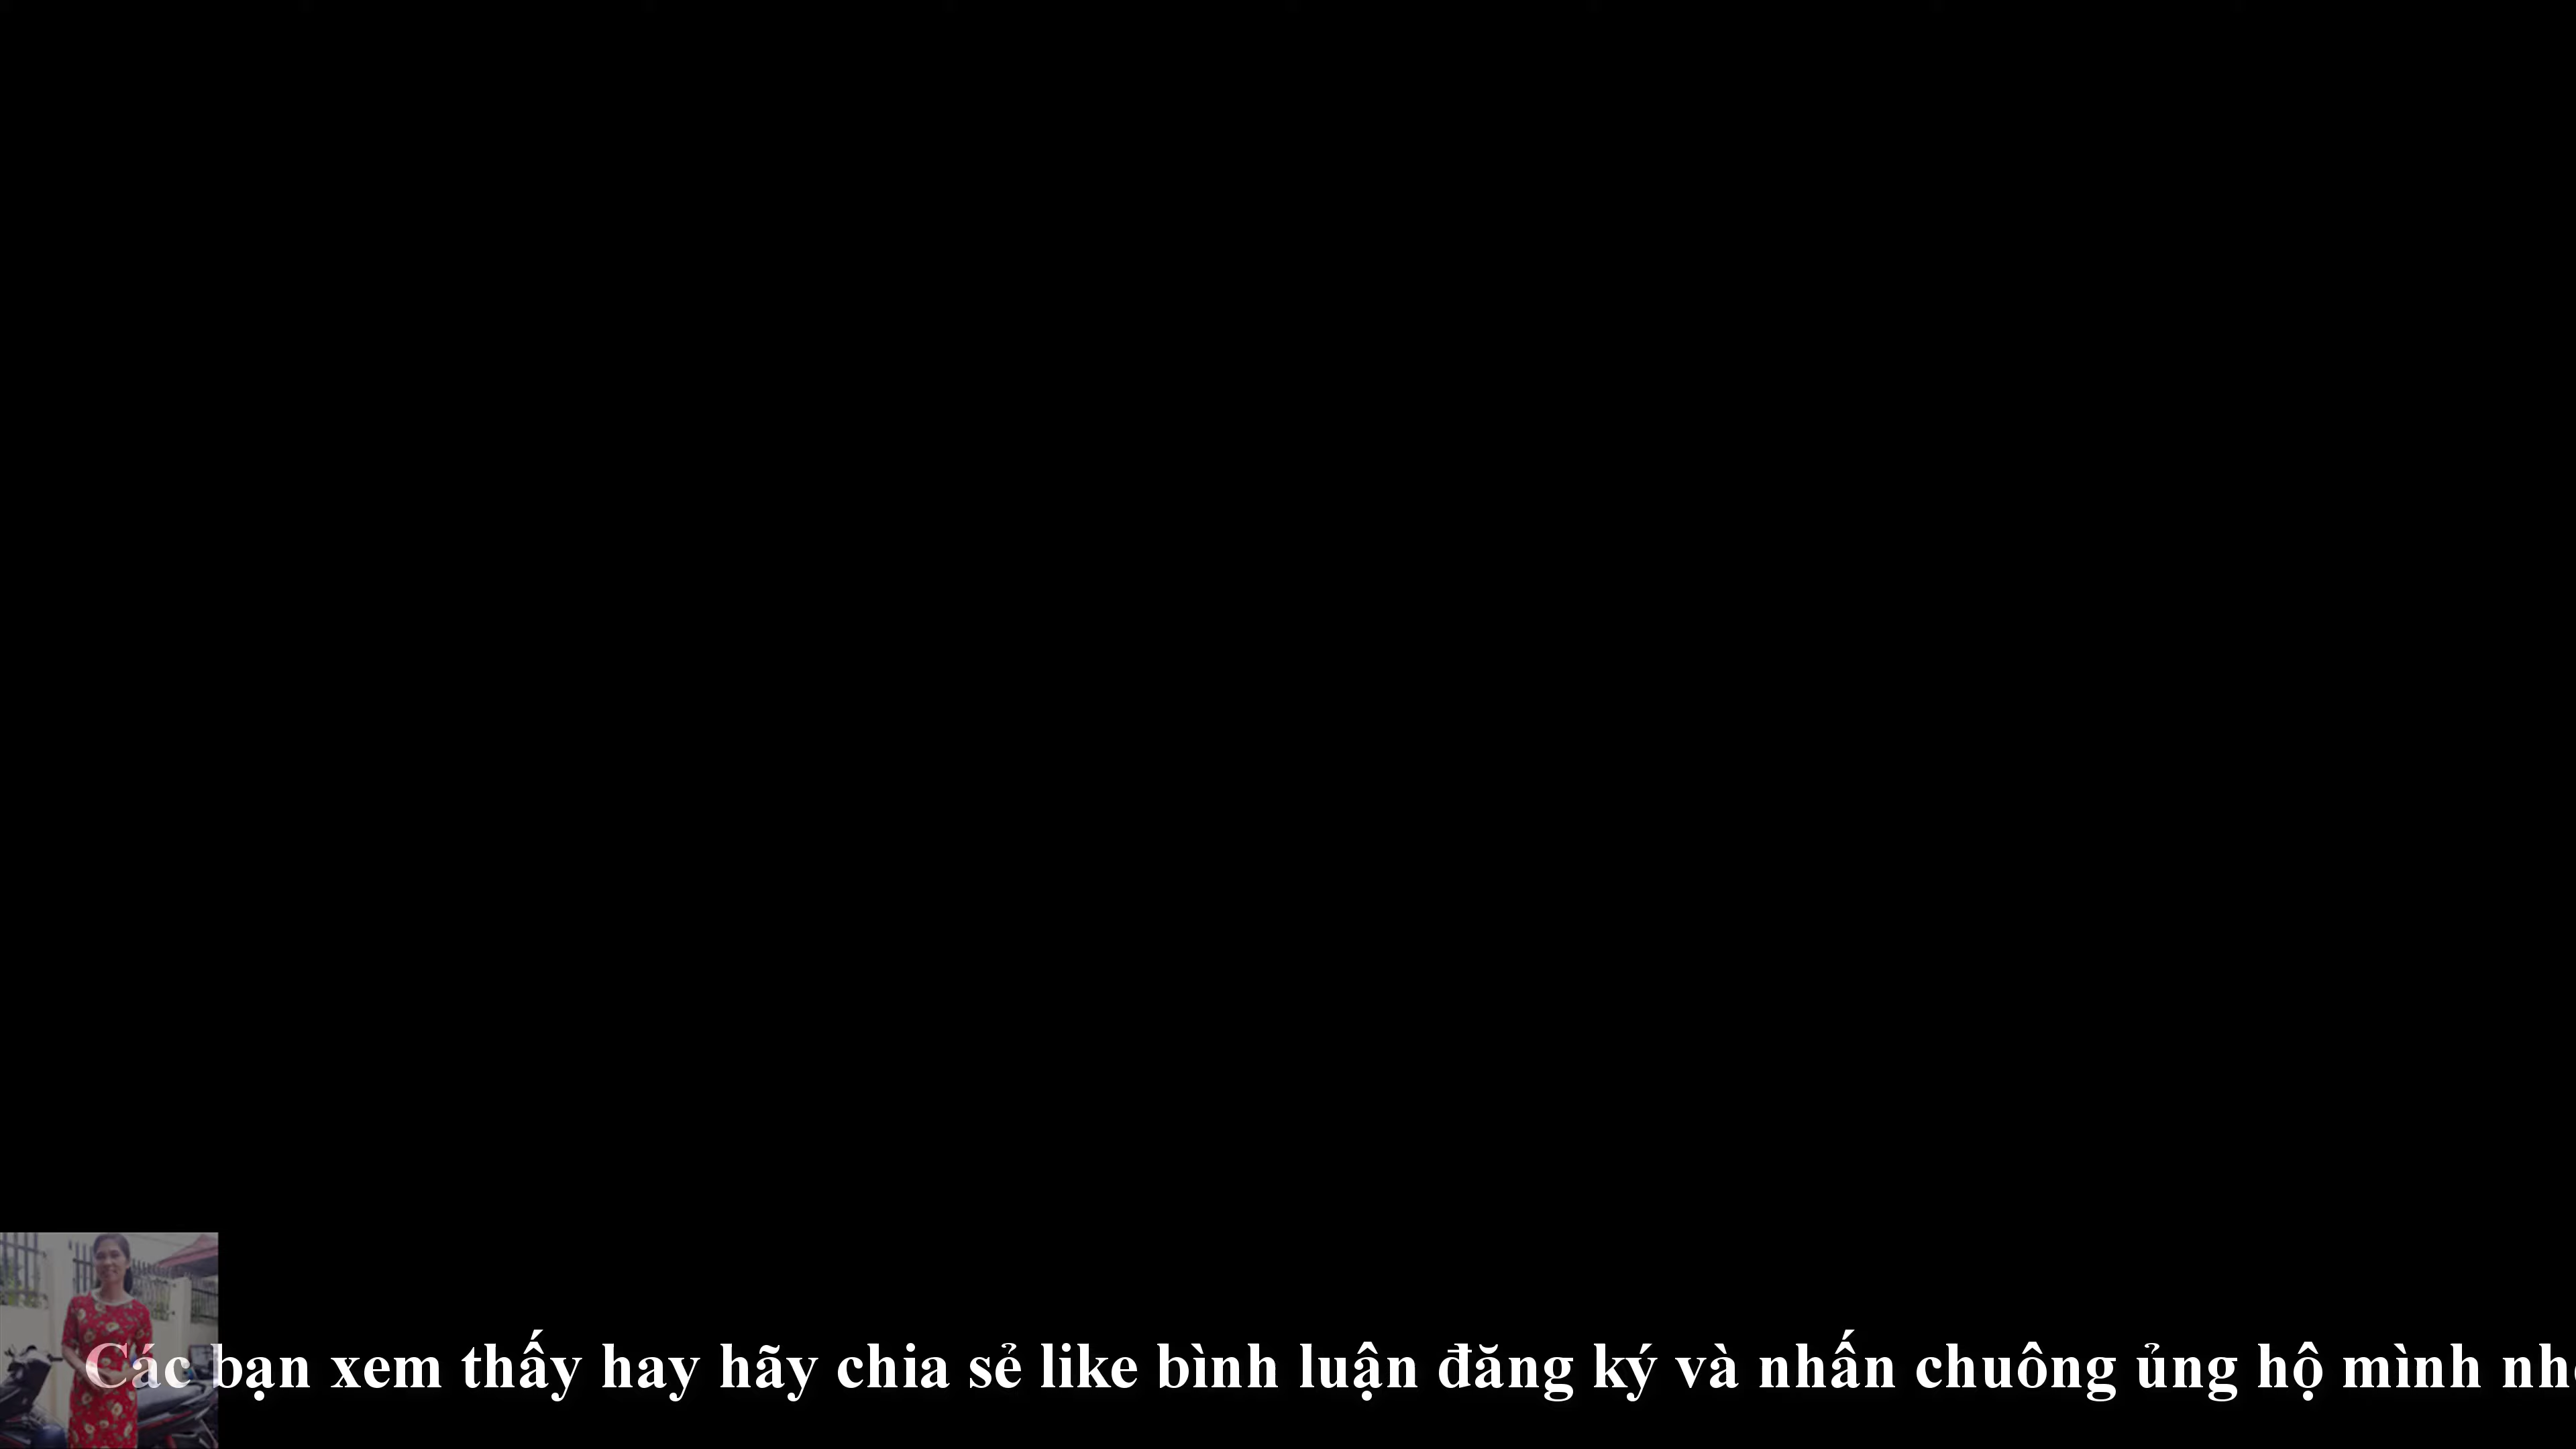 Các bạn xem thấy hay hãy chia sẻ like bình luận đăng ký và nhấn chuông ủng hộ mình